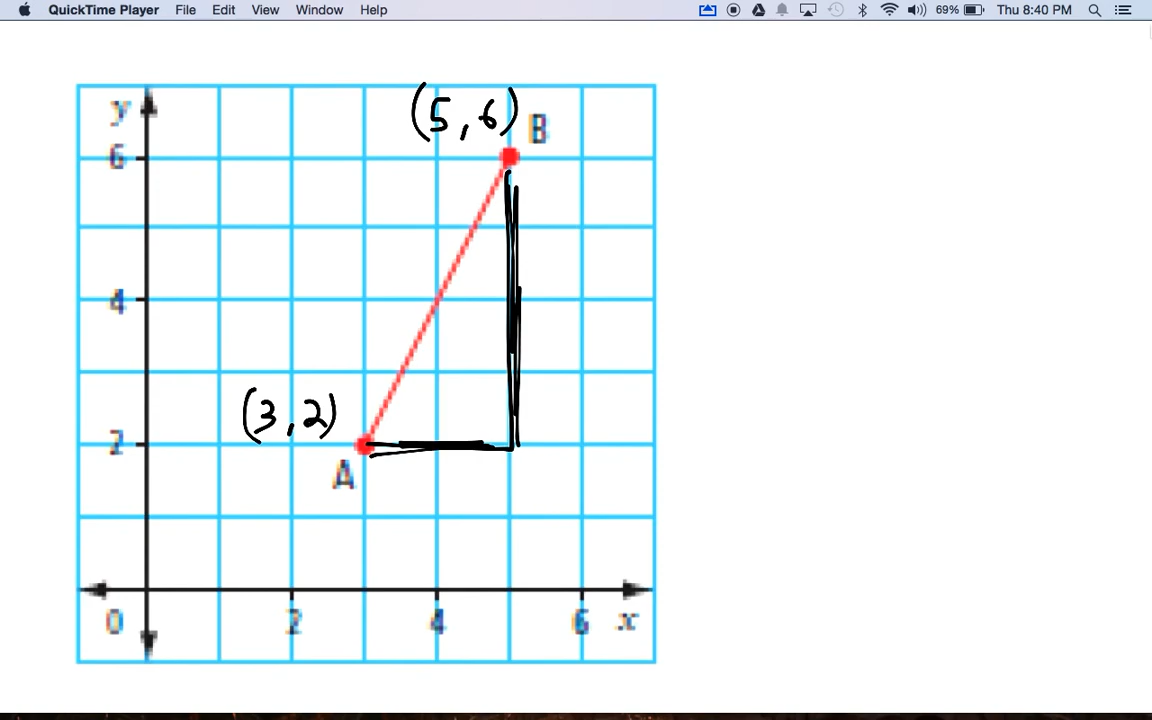 QuickTime Player File Edit View Window Help 69% Thu 8:40 PM
y
(5,6) B
6
4
(3,2)
2
A
0 2 4 6 x